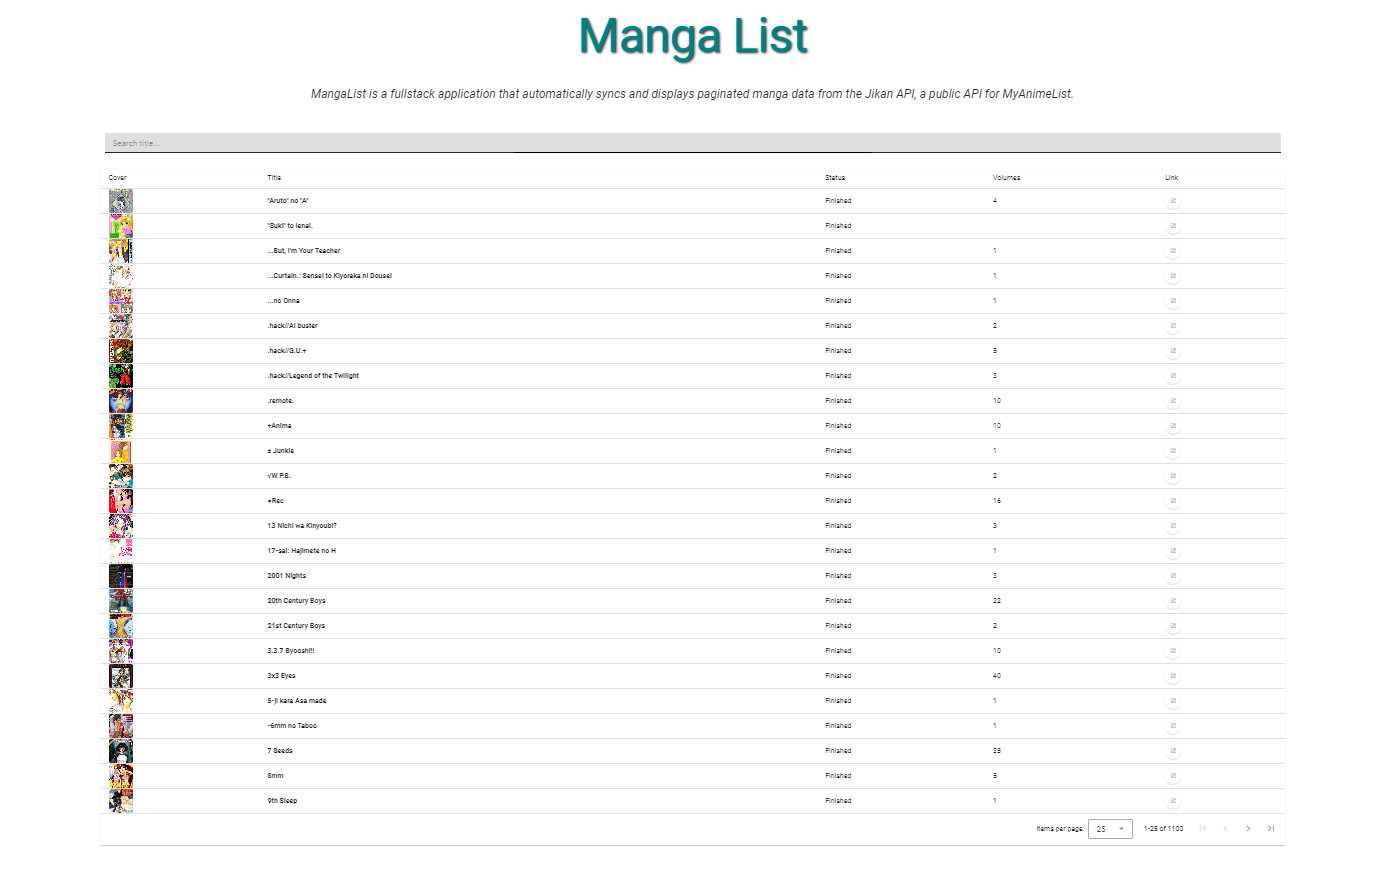 Manga List
MangaList is a fullstack application that automatically syncs and displays paginated manga data from the Jikan API, a public API for MyAnimeList.
Search title...
Cover Title Status Volumes Link
"Aruto" no "A" Finished 4
"Suki" to Ienai. Finished
...But, I'm Your Teacher Finished 1
...Curtain.: Sensei to Kiyoraka ni Dousei Finished 1
...no Onna Finished 1
.hack//AI buster Finished 2
.hack//G.U.+ Finished 5
.hack//Legend of the Twilight Finished 3
.remote. Finished 10
+Anima Finished 10
± Junkie Finished 1
√W.P.B. Finished 2
●Rec Finished 16
13 Nichi wa Kinyoubi? Finished 3
17-sai: Hajimete no H Finished 1
2001 Nights Finished 3
20th Century Boys Finished 22
21st Century Boys Finished 2
3.3.7 Byooshi!! Finished 10
3x3 Eyes Finished 40
5-ji kara Asa made Finished 1
-6mm no Taboo Finished 1
7 Seeds Finished 35
8mm Finished 5
9th Sleep Finished 1
Items per page: 25 1-25 of 1100